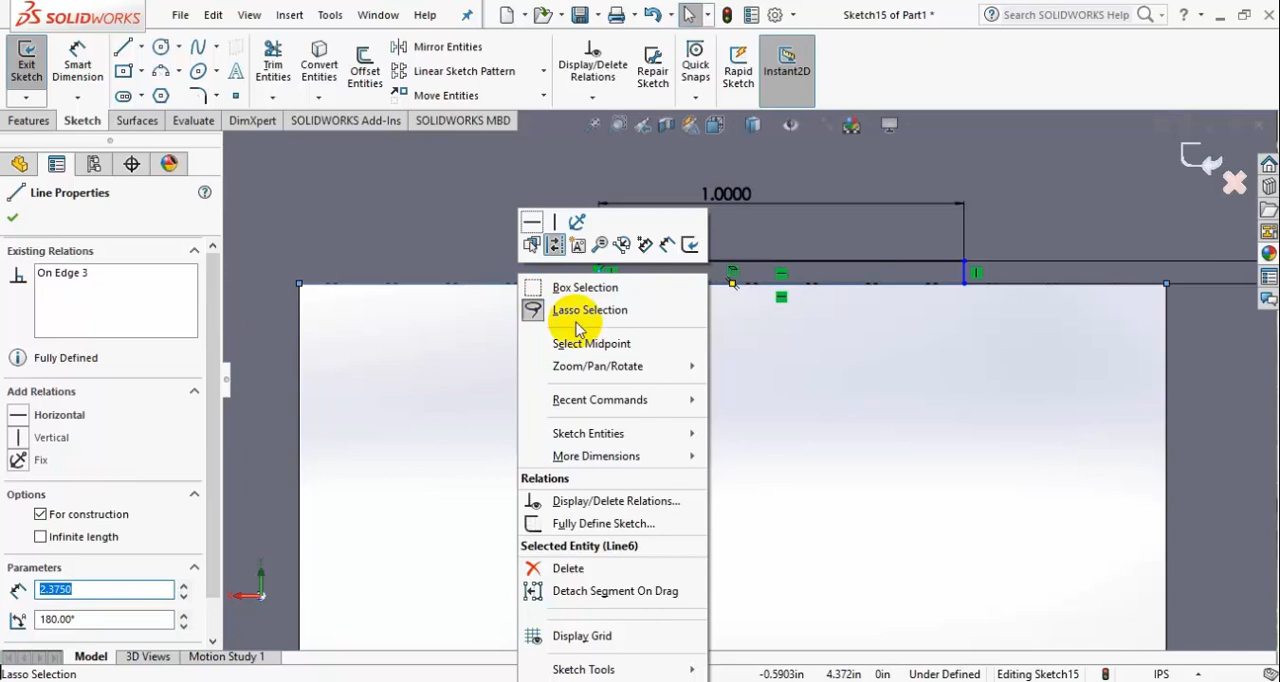 SOLIDWORKS
File Edit View Insert Tools Window Help
Sketch15 of Part1 *
Search SOLIDWORKS Help
?
Exit Sketch
Smart Dimension
Trim Entities
Convert Entities
Offset Entities
Mirror Entities
Linear Sketch Pattern
Move Entities
Display/Delete Relations
Repair Sketch
Quick Snaps
Rapid Sketch
Instant2D
Features Sketch Surfaces Evaluate DimXpert SOLIDWORKS Add-Ins SOLIDWORKS MBD
Line Properties
Existing Relations
On Edge 3
Fully Defined
Add Relations
Horizontal
Vertical
Fix
Options
For construction
Infinite length
Parameters
2.3750
180.00°
1.0000
Box Selection
Lasso Selection
Select Midpoint
Zoom/Pan/Rotate
Recent Commands
Sketch Entities
More Dimensions
Relations
Display/Delete Relations...
Fully Define Sketch...
Selected Entity (Line6)
Delete
Detach Segment On Drag
Display Grid
Sketch Tools
Model 3D Views Motion Study 1
Lasso Selection
-0.5903in 4.372in 0in Under Defined Editing Sketch15 IPS